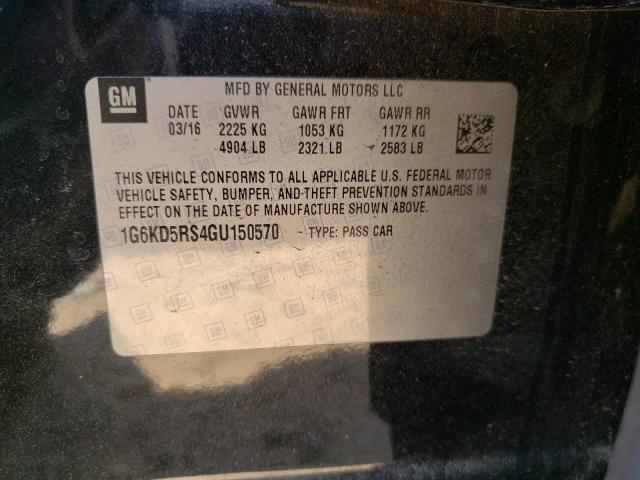 GM
MFD BY GENERAL MOTORS LLC
DATE GVWR GAWR FRT GAWR RR
03/16 2225 KG 1053 KG 1172 KG
4904 LB 2321 LB 2583 LB
THIS VEHICLE CONFORMS TO ALL APPLICABLE U.S. FEDERAL MOTOR
VEHICLE SAFETY, BUMPER, AND THEFT PREVENTION STANDARDS IN
EFFECT ON THE DATE OF MANUFACTURE SHOWN ABOVE.
1G6KD5RS4GU150570 TYPE: PASS CAR